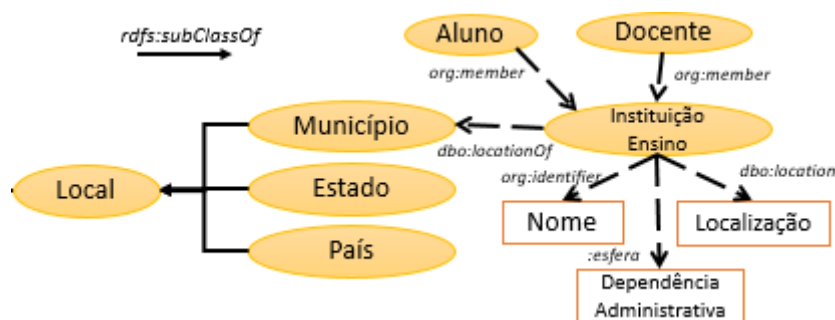 rdfs:subClassOf
Aluno
Docente
org:member
org:member
Município
Instituição
Ensino
dbo:locationOf
Local
Estado
org:identifier
dbo:location
Nome
Localização
País
:esfera
Dependência
Administrativa